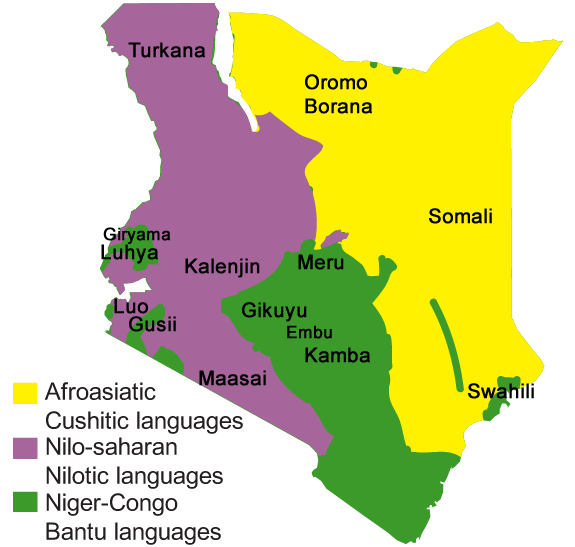 Turkana
Oromo
Borana
Somali
Giryama
Luhya
Kalenjin
Meru
Luo
Gusii
Gikuyu
Embu
Kamba
Maasai
Swahili
Afroasiatic
Cushitic languages
Nilo-saharan
Nilotic languages
Niger-Congo
Bantu languages